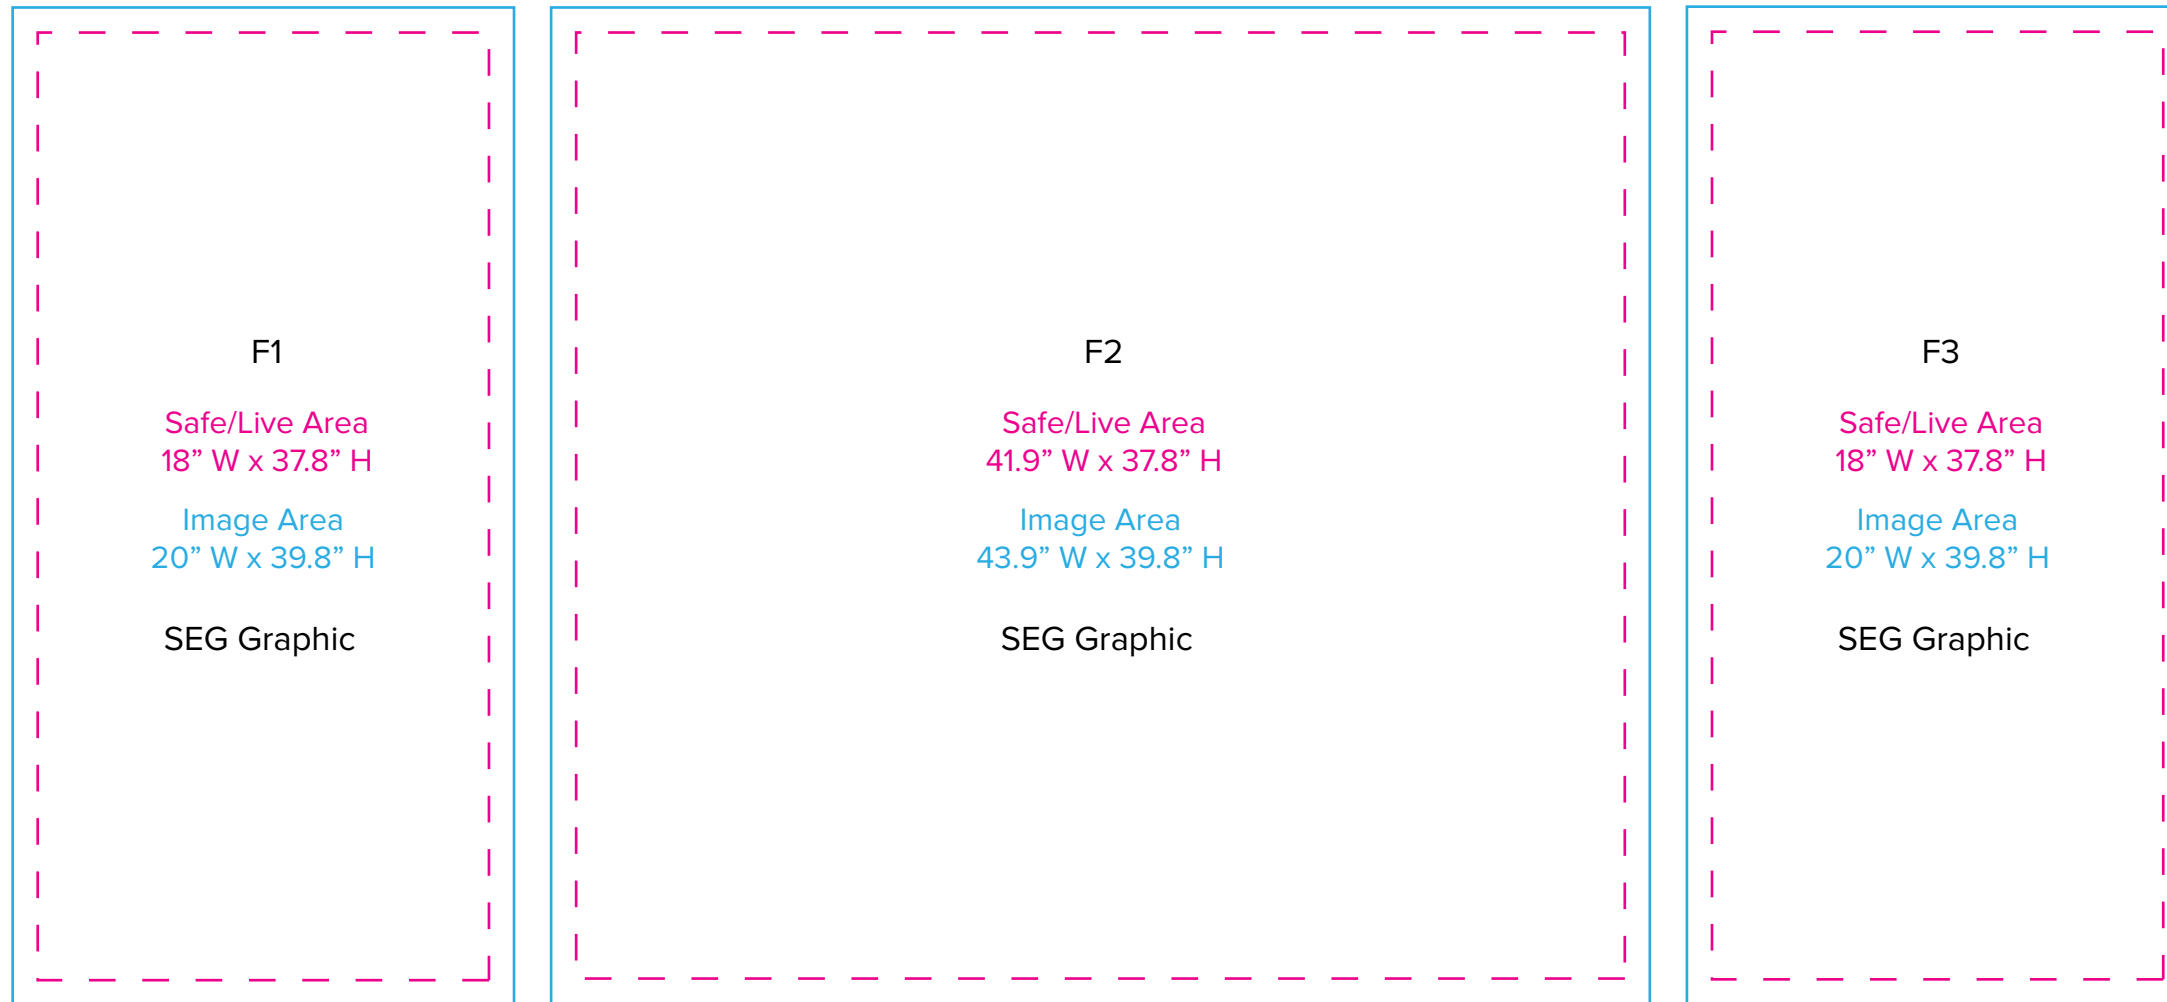 F1
Safe/Live Area
18” W x 37.8” H
Image Area
20” W x 39.8” H
SEG Graphic
F2
Safe/Live Area
41.9” W x 37.8” H
Image Area
43.9” W x 39.8” H
SEG Graphic
F3
Safe/Live Area
18” W x 37.8” H
Image Area
20” W x 39.8” H
SEG Graphic